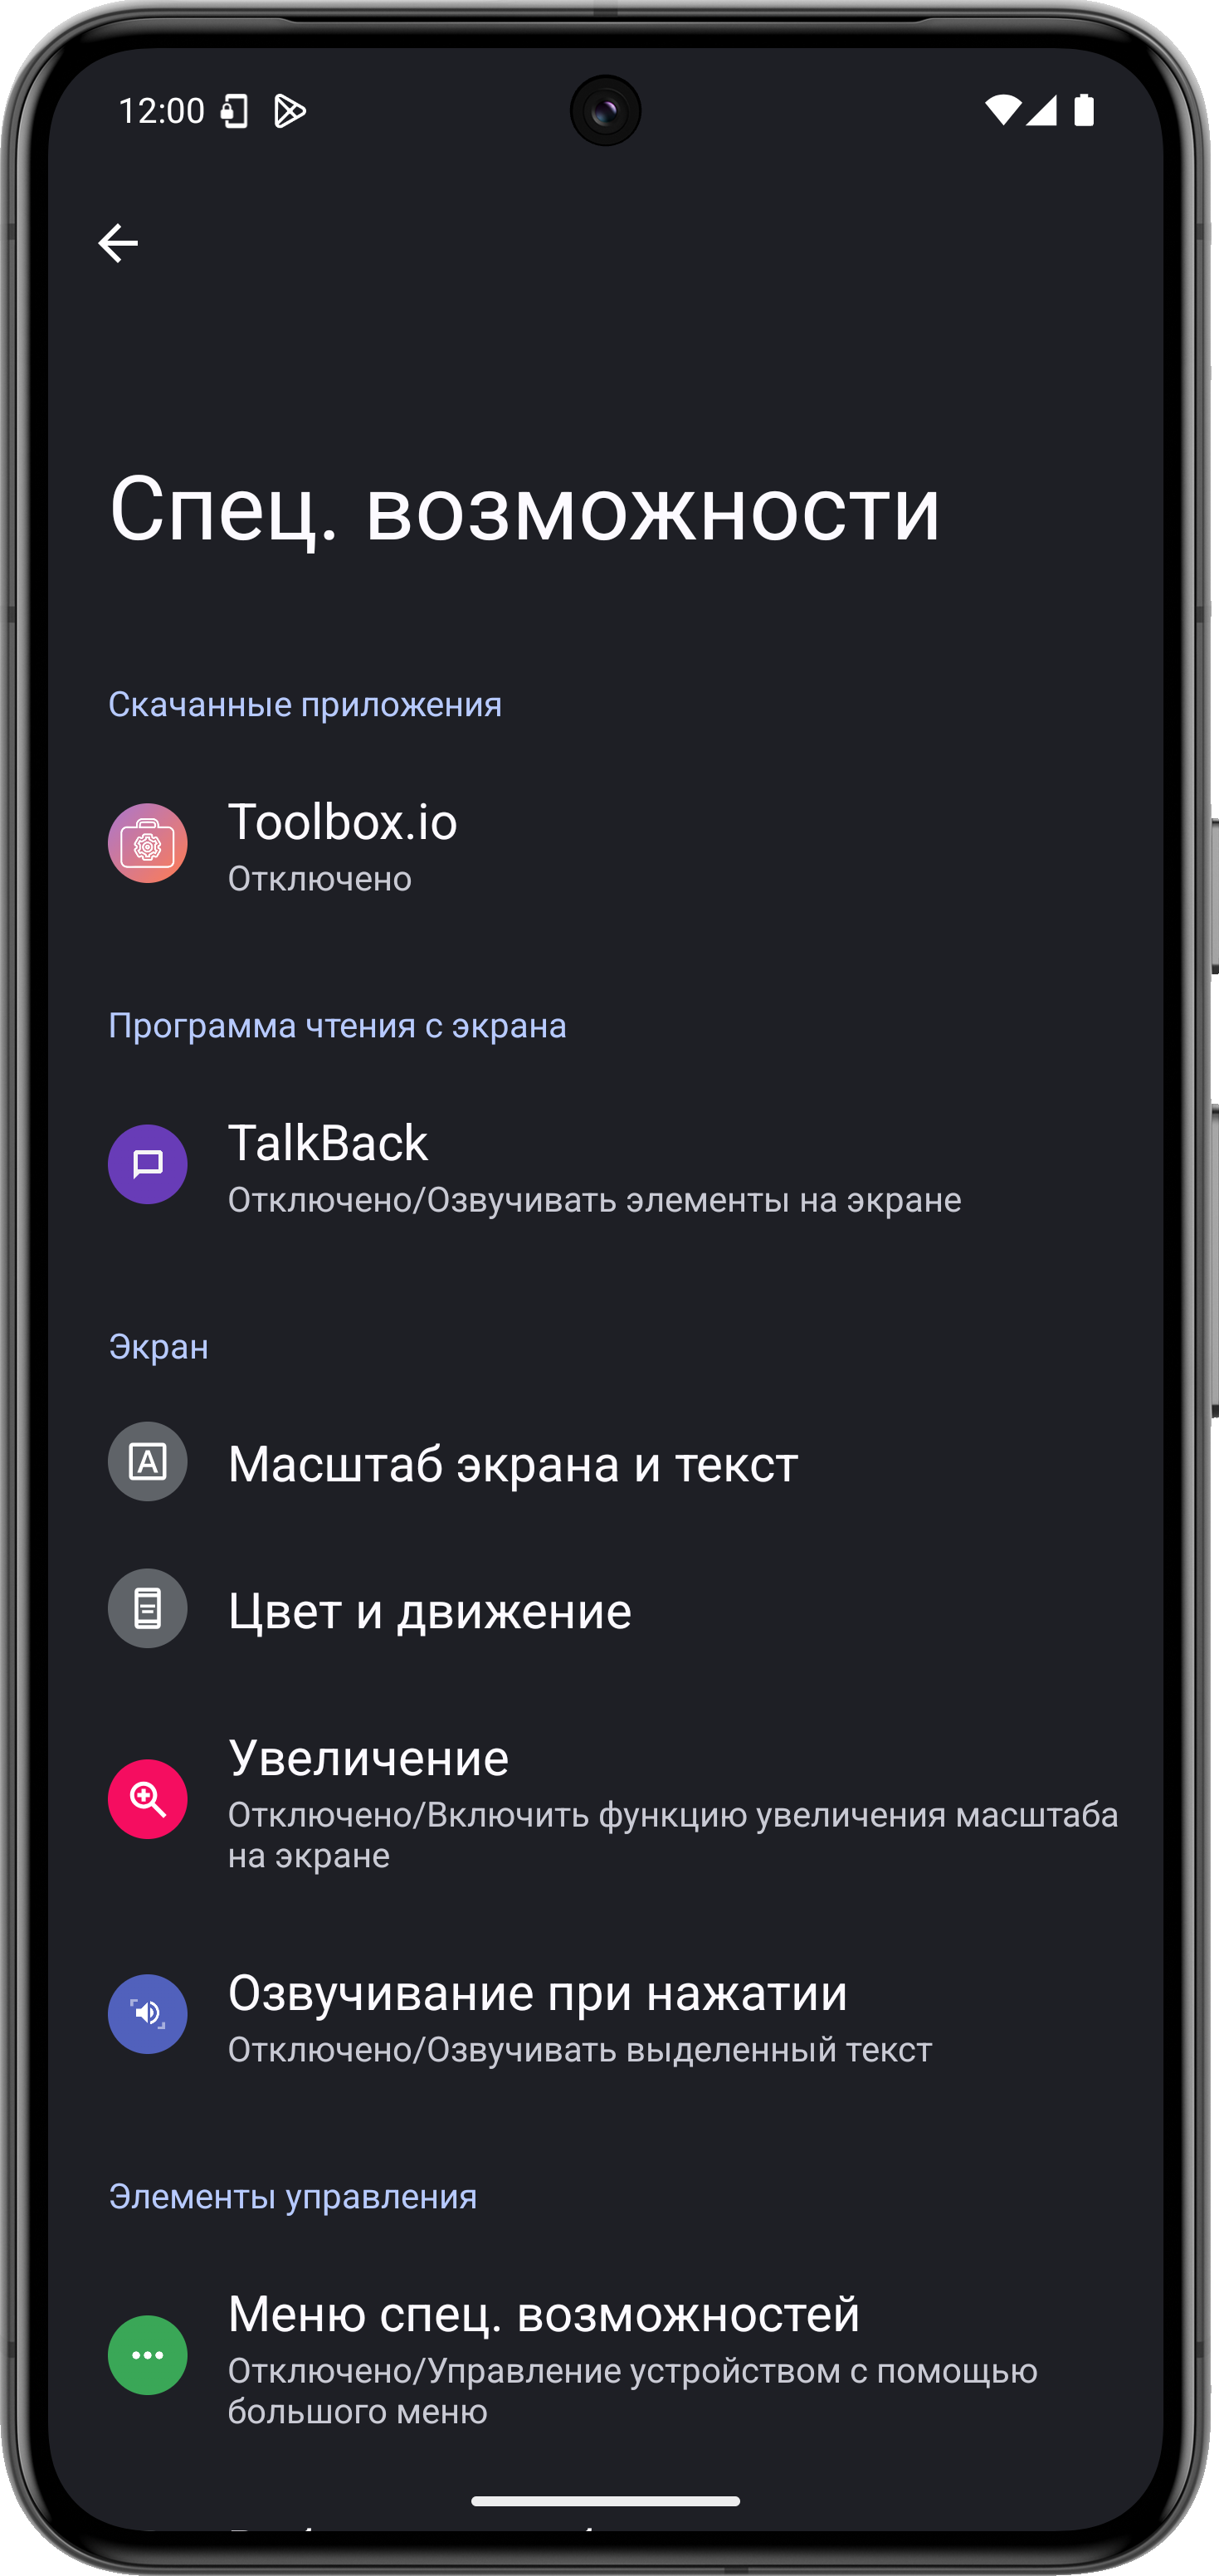 12:00
Спец. возможности
Скачанные приложения
Toolbox.io
Отключено
Программа чтения с экрана
TalkBack
Отключено/Озвучивать элементы на экране
Экран
Масштаб экрана и текст
Цвет и движение
Увеличение
Отключено/Включить функцию увеличения масштаба
на экране
Озвучивание при нажатии
Отключено/Озвучивать выделенный текст
Элементы управления
Меню спец. возможностей
Отключено/Управление устройством с помощью
большого меню